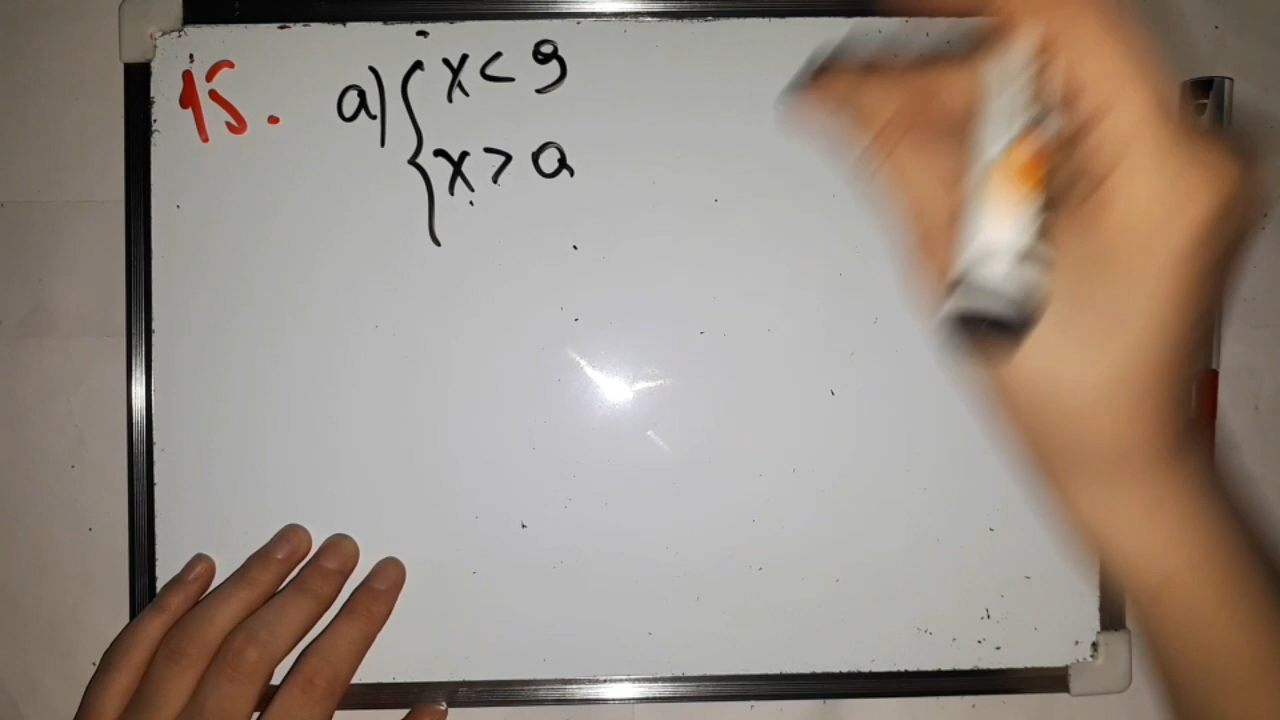 15. a) { x < 9
x > a